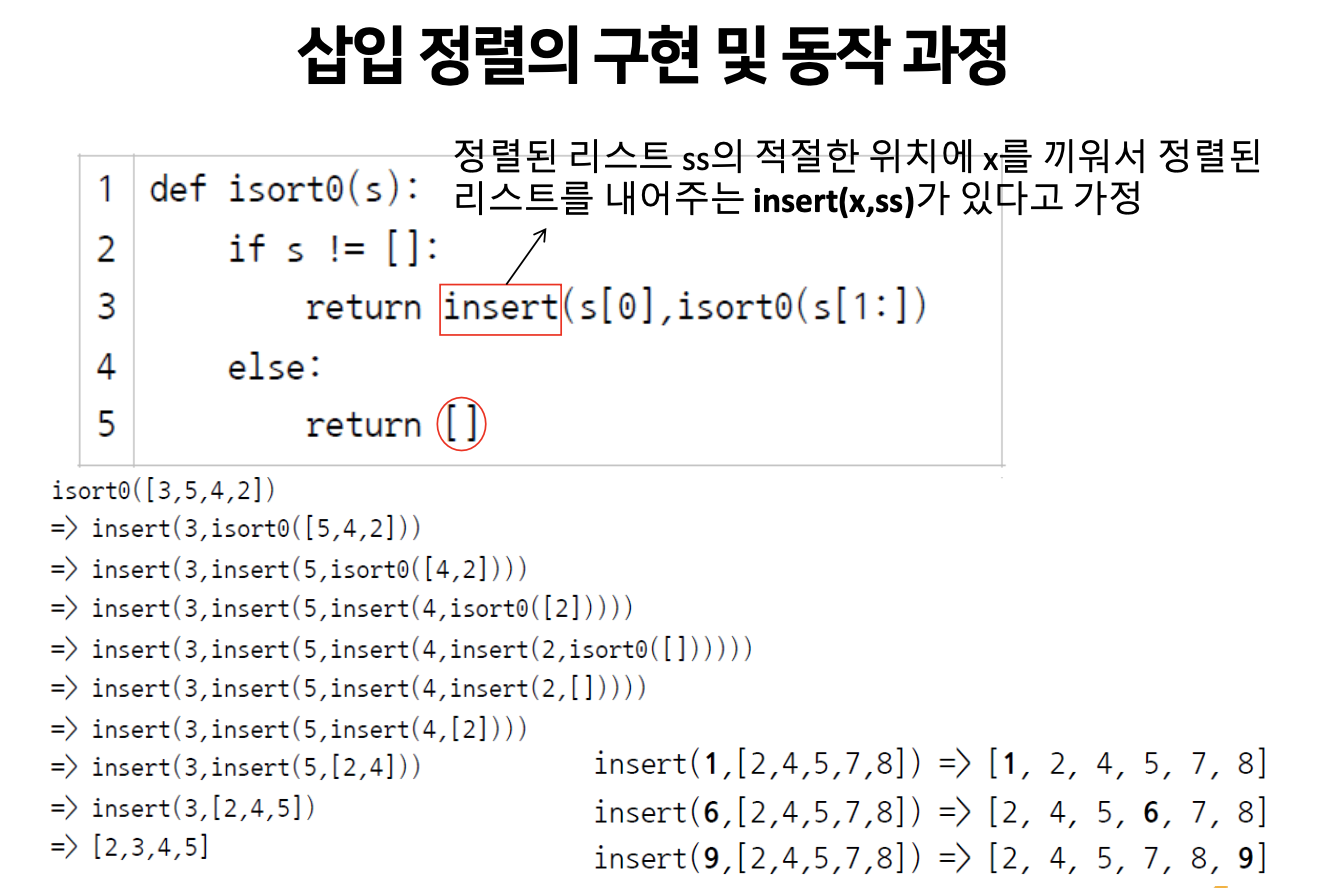 삽입 정렬의 구현 및 동작 과정
정렬된 리스트 ss의 적절한 위치에 x를 끼워서 정렬된
리스트를 내어주는 insert(x,ss)가 있다고 가정
1 def isort0(s):
2 if s != []:
3 return insert(s[0],isort0(s[1:])
4 else:
5 return []
isort0([3,5,4,2])
=> insert(3,isort0([5,4,2]))
=> insert(3,insert(5,isort0([4,2])))
=> insert(3,insert(5,insert(4,isort0([2]))))
=> insert(3,insert(5,insert(4,insert(2,isort0([])))))
=> insert(3,insert(5,insert(4,insert(2,[]))))
=> insert(3,insert(5,insert(4,[2])))
=> insert(3,insert(5,[2,4]))
=> insert(3,[2,4,5])
=> [2,3,4,5]
insert(1,[2,4,5,7,8]) => [1, 2, 4, 5, 7, 8]
insert(6,[2,4,5,7,8]) => [2, 4, 5, 6, 7, 8]
insert(9,[2,4,5,7,8]) => [2, 4, 5, 7, 8, 9]